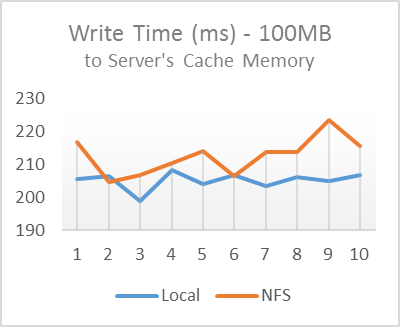 Write Time (ms) - 100MB
to Server's Cache Memory
230
220
210
200
190
1 2 3 4 5 6 7 8 9 10
Local NFS